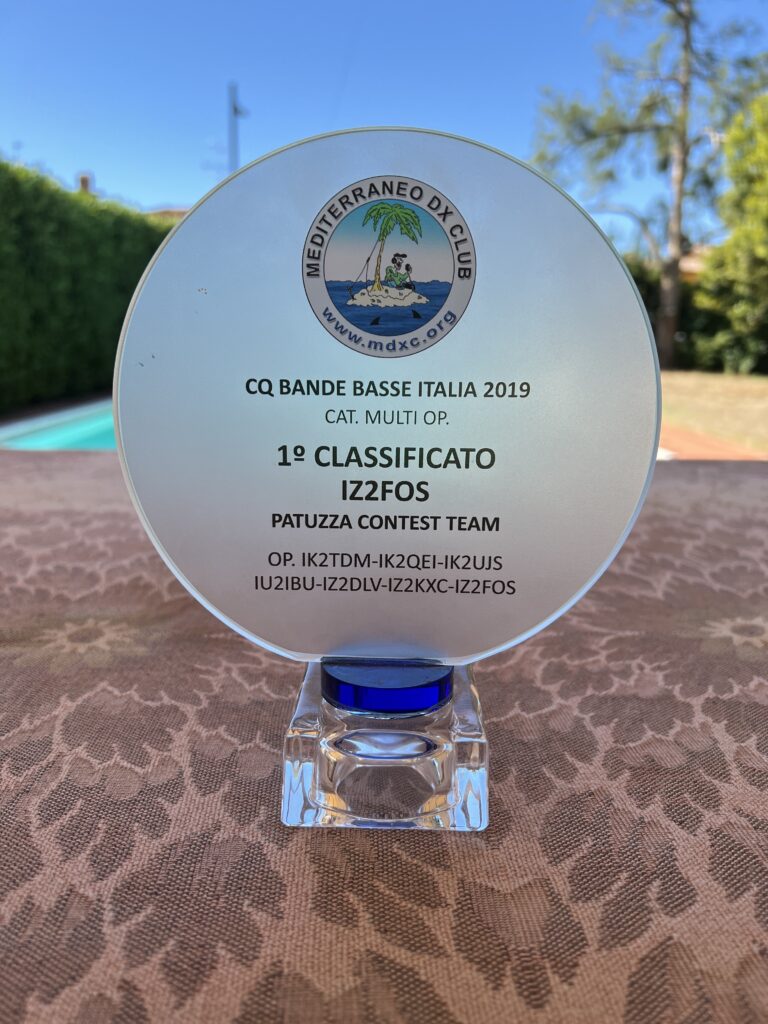 MEDITERRANEO DX CLUB
www.mdxc.org
CQ BANDE BASSE ITALIA 2019
CAT. MULTI OP.
1º CLASSIFICATO
IZ2FOS
PATUZZA CONTEST TEAM
OP. IK2TDM-IK2QEI-IK2UJS
IU2IBU-IZ2DLV-IZ2KXC-IZ2FOS